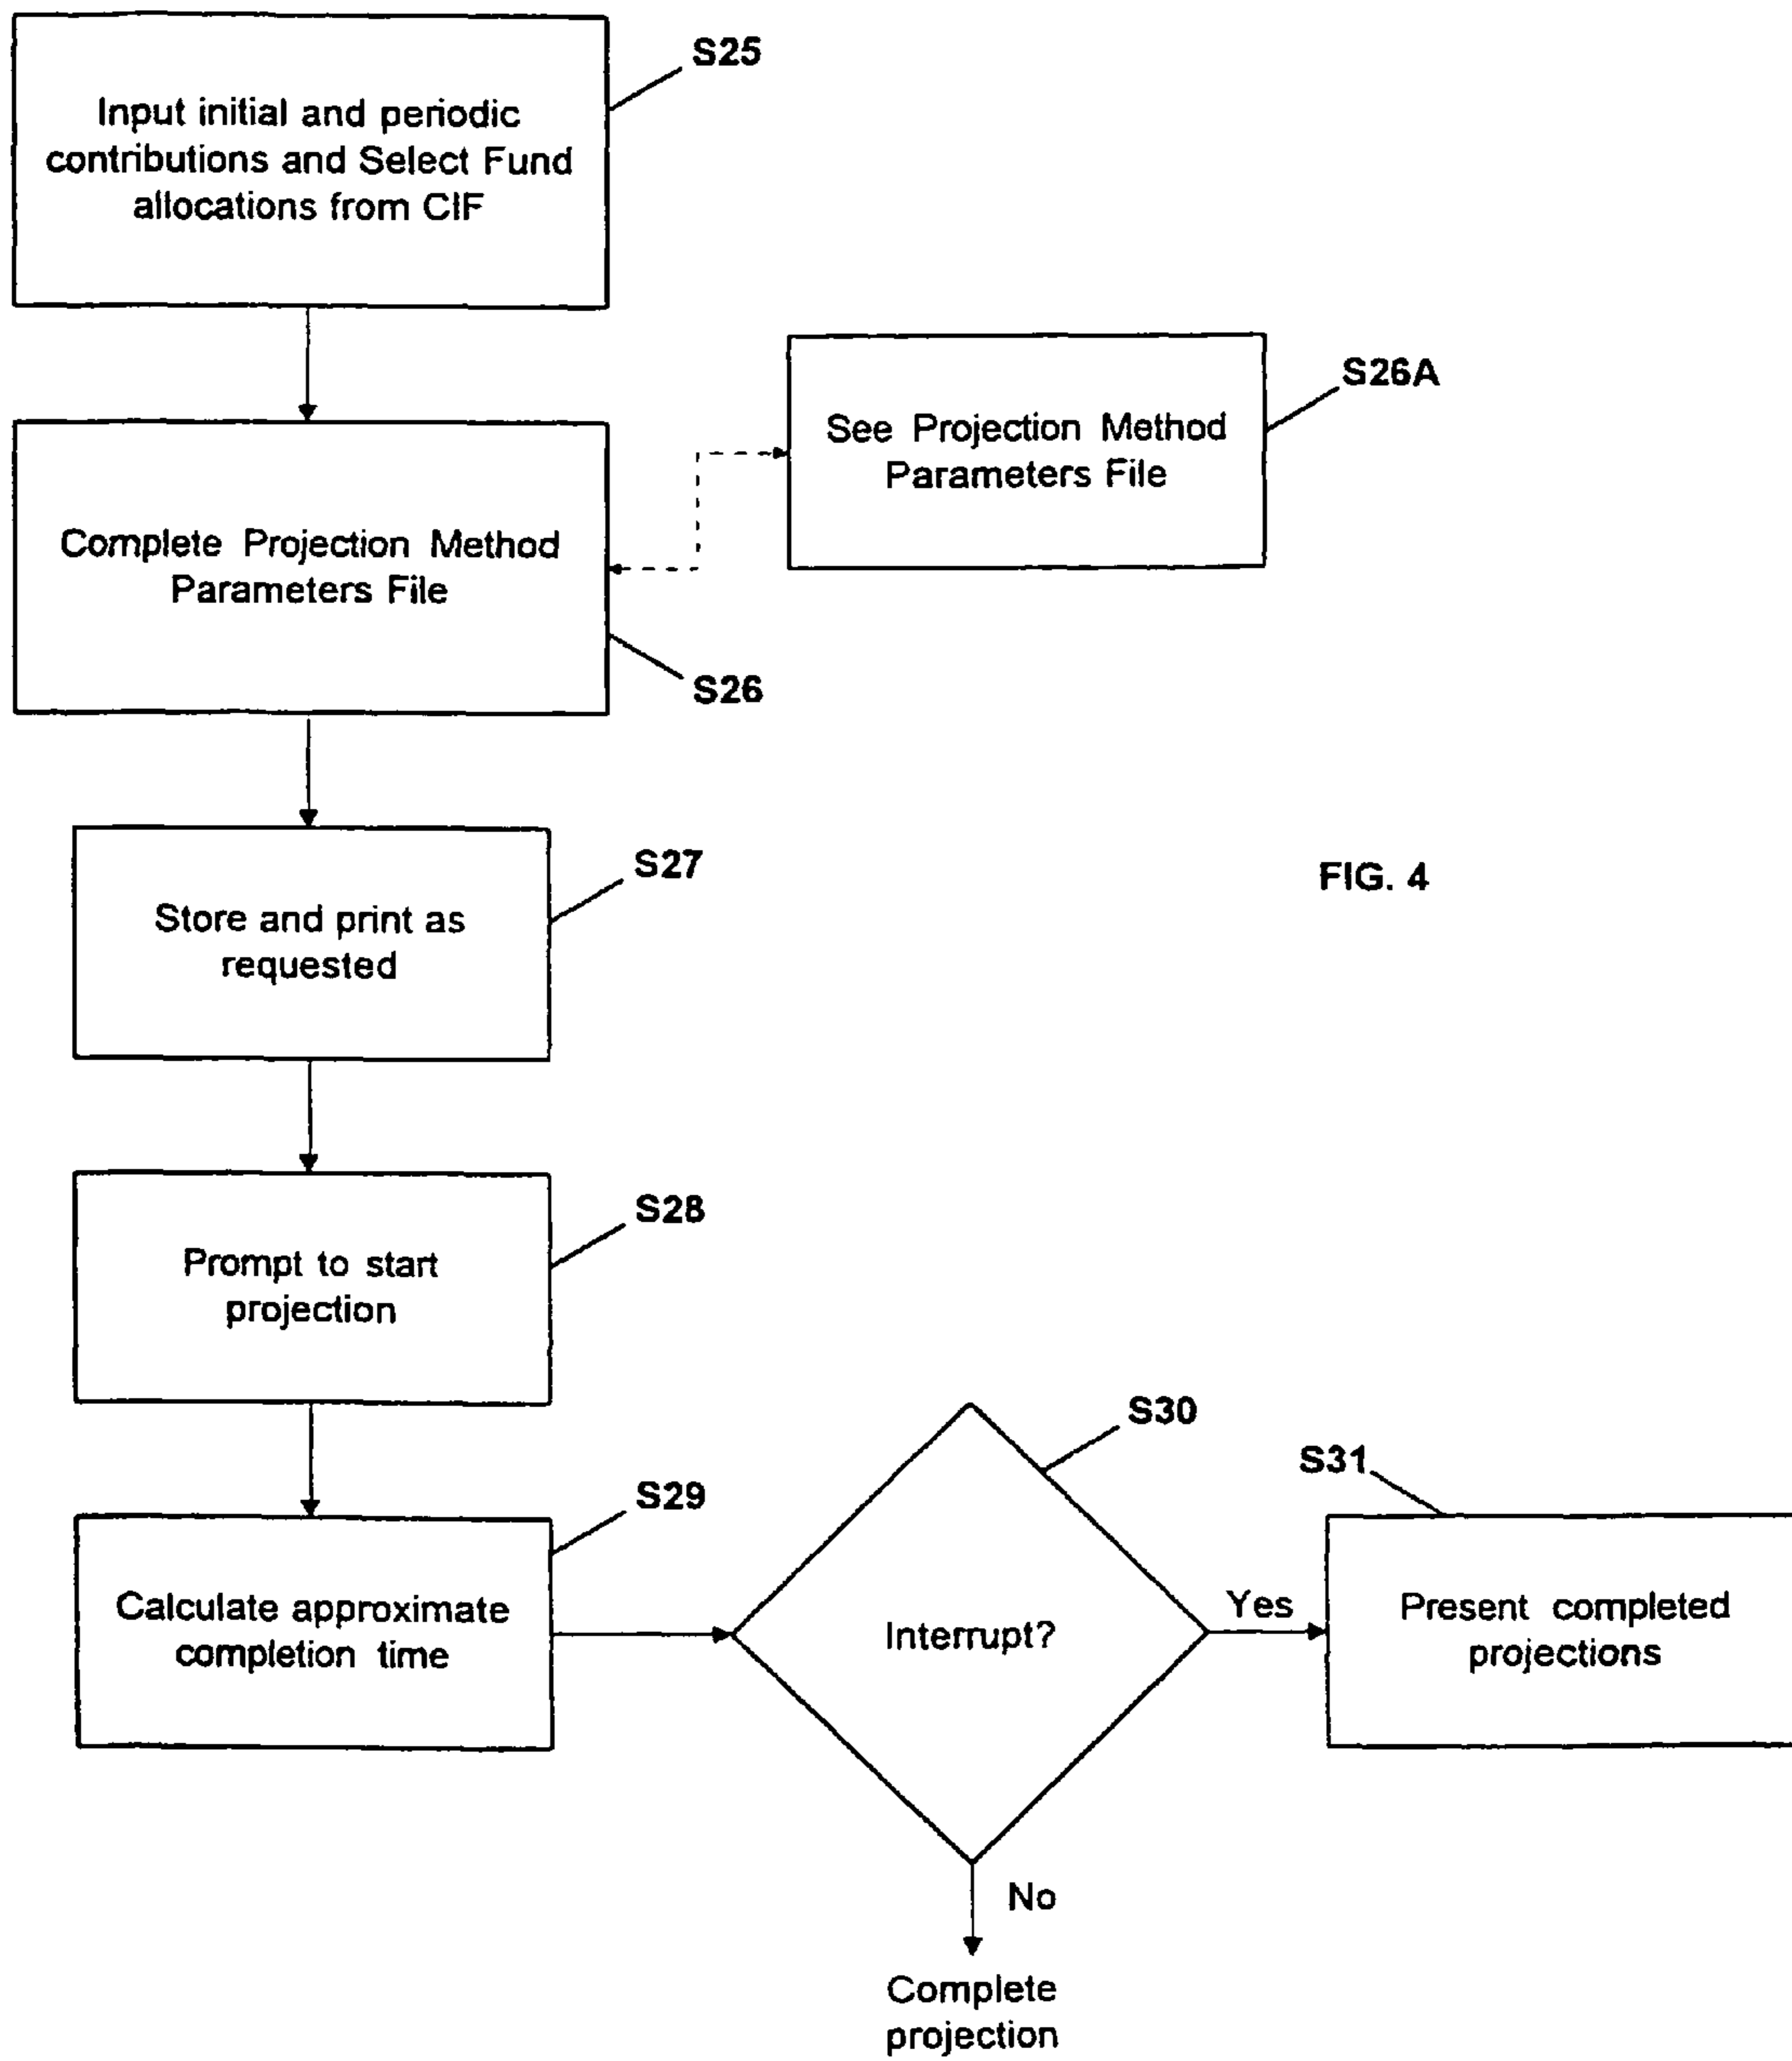 S25
Input initial and periodic
contributions and Select Fund
allocations from CIF
S26A
See Projection Method
Parameters File
Complete Projection Method
Parameters File
S26
S27
Store and print as
requested
FIG. 4
S28
Prompt to start
projection
S29
Calculate approximate
completion time
S30
Interrupt?
Yes
S31
Present completed
projections
No
Complete
projection